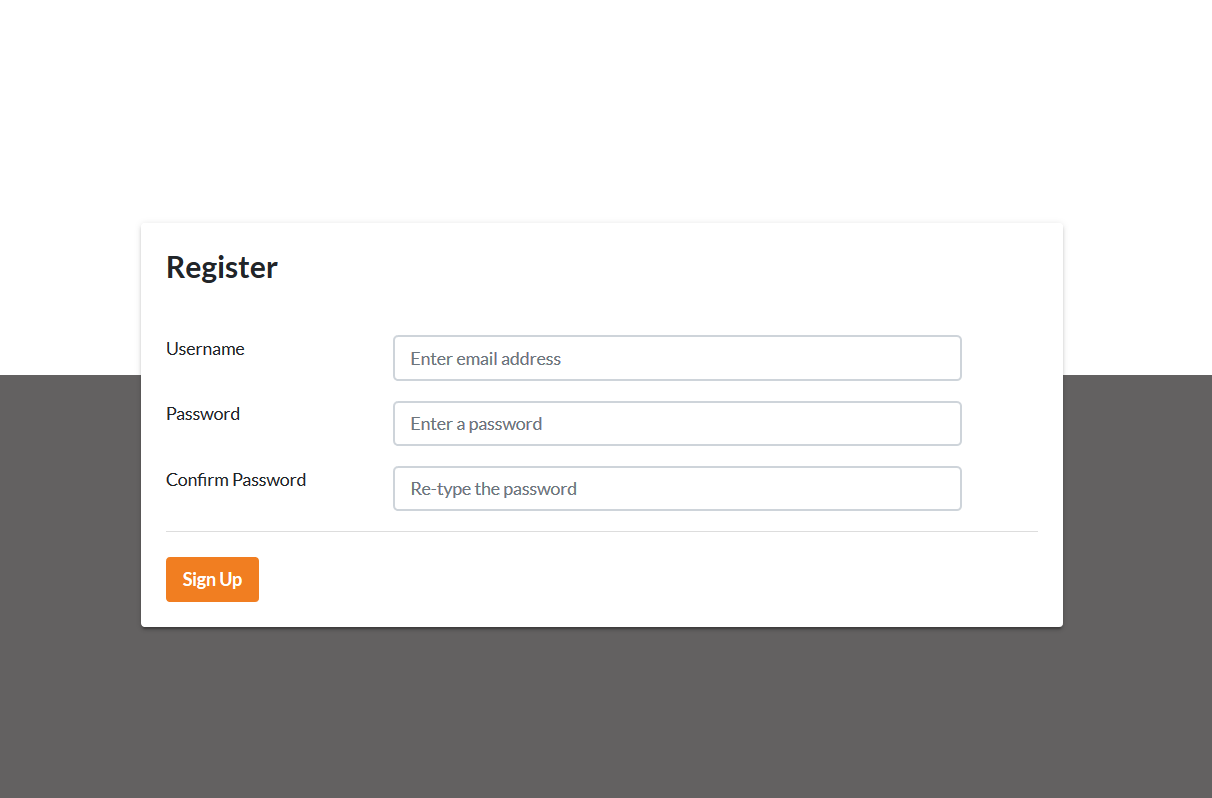 Register
Username
Enter email address
Password
Enter a password
Confirm Password
Re-type the password
Sign Up